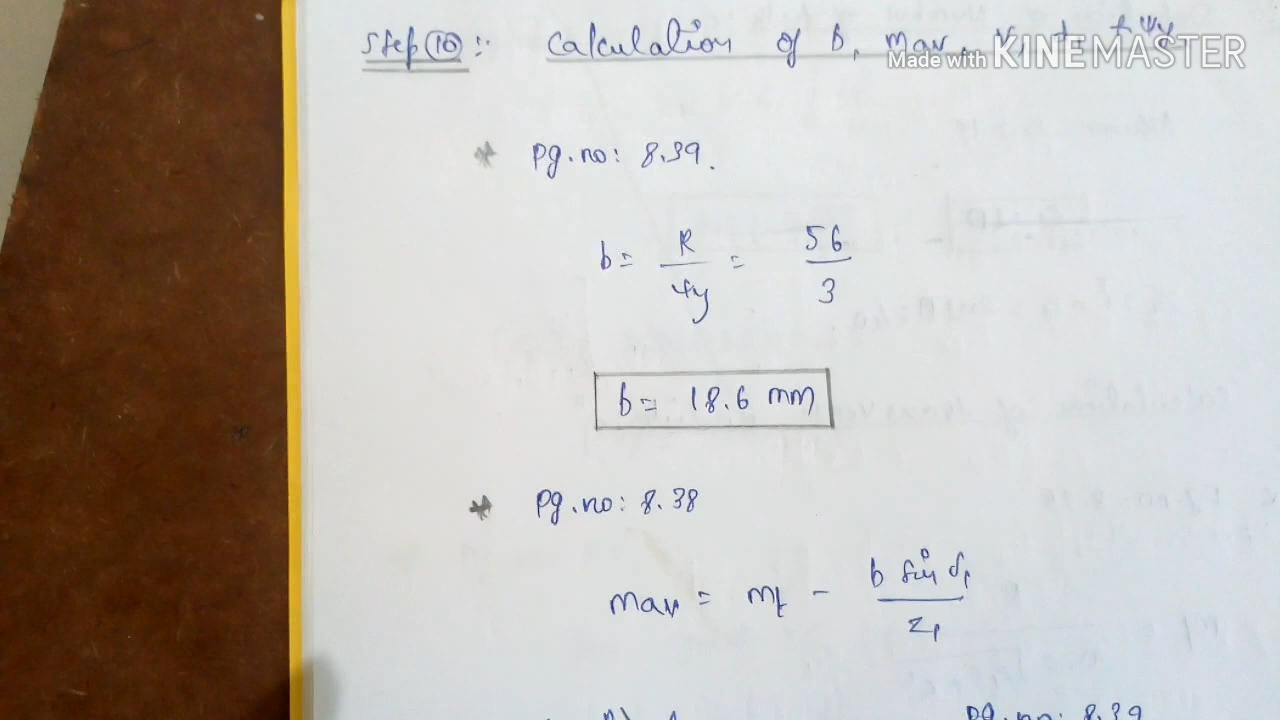 Step 10 :- Calculation of b, mav, V,
Made with KINEMASTER
* Pg.no: 8.39.
b = R/ψy = 56/3
b = 18.6 mm
* Pg.no: 8.38
mav = mt - b sin δ1 / z1
Pg.no: 8.39